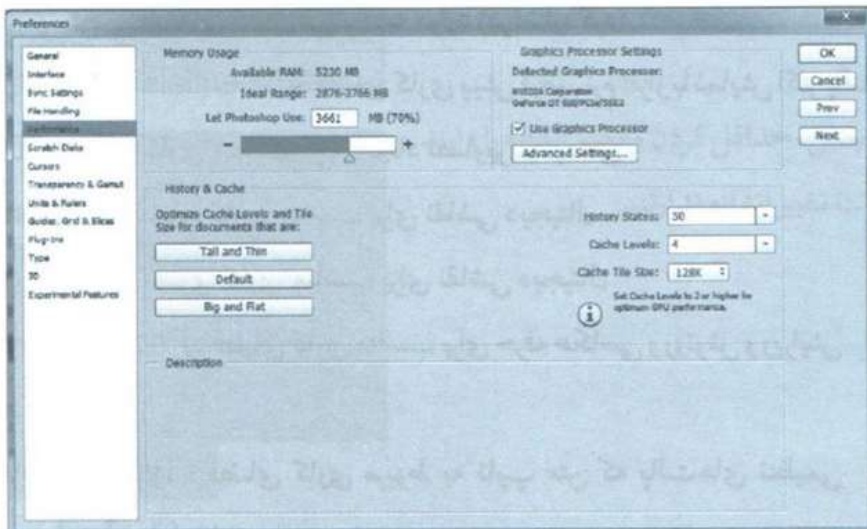 Preferences
General
Interface
Sync Settings
File Handling
Performance
Scratch Disks
Cursors
Transparency & Gamut
Units & Rulers
Guides, Grid & Slices
Plug-Ins
Type
3D
Experimental Features
Memory Usage
Available RAM: 5230 MB
Ideal Range: 2876-3766 MB
Let Photoshop Use: 3661 MB (70%)
Graphics Processor Settings
Detected Graphics Processor:
NVIDIA Corporation
GeForce GT
Use Graphics Processor
Advanced Settings...
OK
Cancel
Prev
Next
History & Cache
Optimize Cache Levels and Tile
Size for documents that are:
Tall and Thin
Default
Big and Flat
History States: 30
Cache Levels: 4
Cache Tile Size: 128K
Set Cache Levels to 2 or higher for
optimum GPU performance.
Description